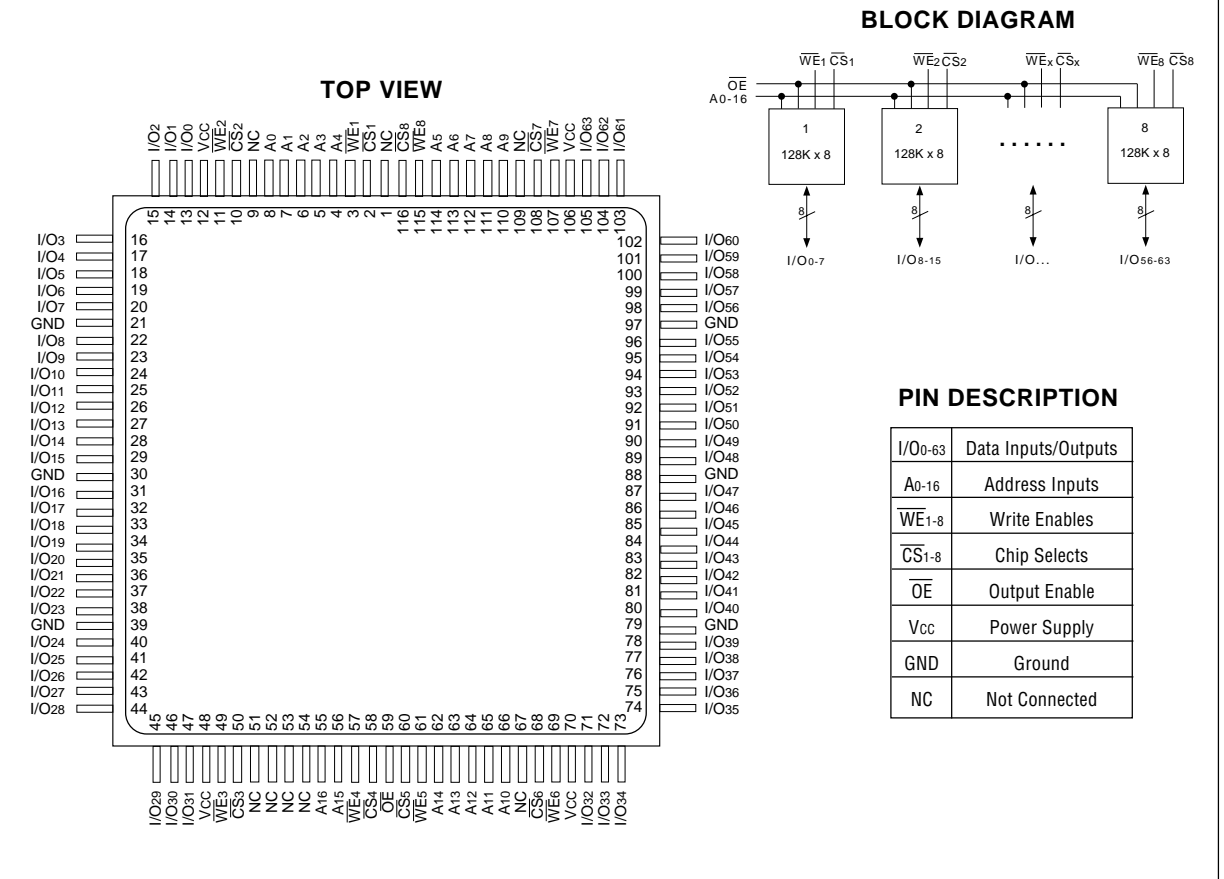 BLOCK DIAGRAM
WE1 CS1 WE2 CS2 WEx CSx WE8 CS8
OE
A0-16
1 2 8
128K x 8 128K x 8 ...... 128K x 8
8 8 8 8
I/O0-7 I/O8-15 I/O... I/O56-63
TOP VIEW
I/O2 I/O1 I/O0 VCC WE2 CS2 NC A0 A1 A2 A3 A4 WE1 CS1 NC CS8 WE8 A5 A6 A7 A8 A9 NC CS7 WE7 VCC I/O63 I/O62 I/O61
15 14 13 12 11 10 9 8 7 6 5 4 3 2 1 116 115 114 113 112 111 110 109 108 107 106 105 104 103
I/O3 16 102 I/O60
I/O4 17 101 I/O59
I/O5 18 100 I/O58
I/O6 19 99 I/O57
I/O7 20 98 I/O56
GND 21 97 GND
I/O8 22 96 I/O55
I/O9 23 95 I/O54
I/O10 24 94 I/O53
I/O11 25 93 I/O52
I/O12 26 92 I/O51
I/O13 27 91 I/O50
I/O14 28 90 I/O49
I/O15 29 89 I/O48
GND 30 88 GND
I/O16 31 87 I/O47
I/O17 32 86 I/O46
I/O18 33 85 I/O45
I/O19 34 84 I/O44
I/O20 35 83 I/O43
I/O21 36 82 I/O42
I/O22 37 81 I/O41
I/O23 38 80 I/O40
GND 39 79 GND
I/O24 40 78 I/O39
I/O25 41 77 I/O38
I/O26 42 76 I/O37
I/O27 43 75 I/O36
I/O28 44 74 I/O35
45 46 47 48 49 50 51 52 53 54 55 56 57 58 59 60 61 62 63 64 65 66 67 68 69 70 71 72 73
I/O29 I/O30 I/O31 VCC WE3 CS3 NC NC NC NC A16 A15 WE4 CS4 OE CS5 WE5 A14 A13 A12 A11 A10 NC CS6 WE6 VCC I/O32 I/O33 I/O34
PIN DESCRIPTION
I/O0-63 Data Inputs/Outputs
A0-16 Address Inputs
WE1-8 Write Enables
CS1-8 Chip Selects
OE Output Enable
VCC Power Supply
GND Ground
NC Not Connected